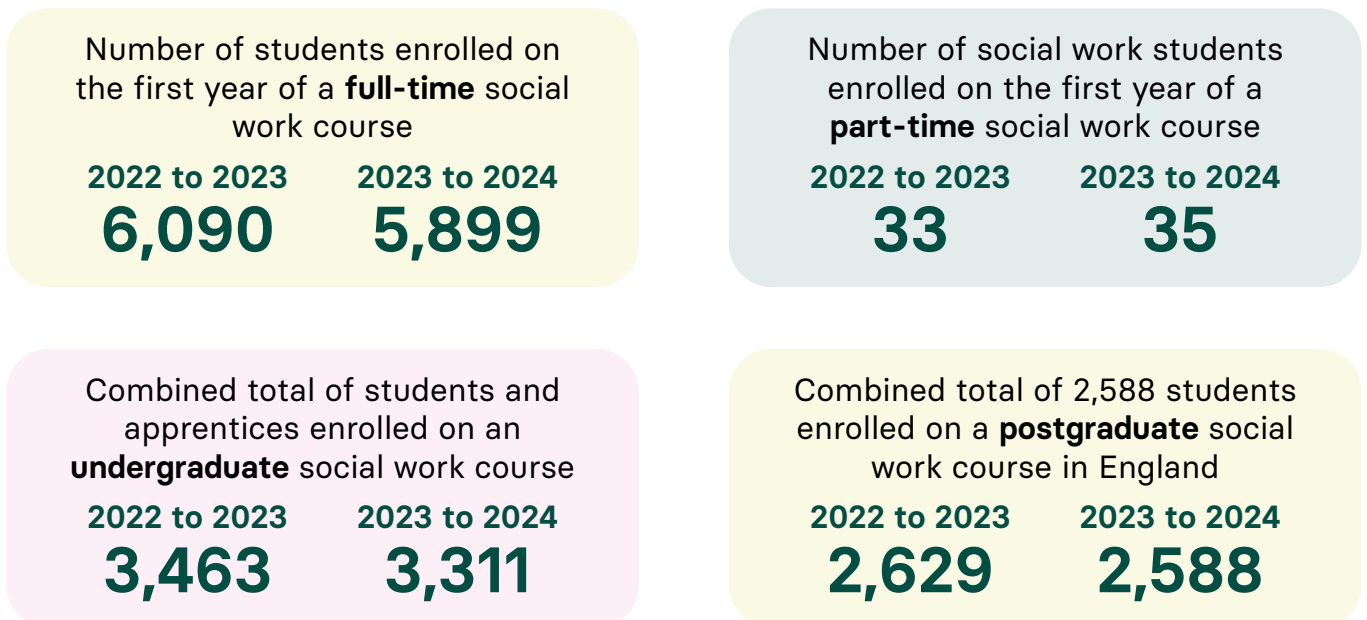 Number of students enrolled on
the first year of a full-time social
work course
2022 to 2023 2023 to 2024
6,090 5,899
Number of social work students
enrolled on the first year of a
part-time social work course
2022 to 2023 2023 to 2024
33 35
Combined total of students and
apprentices enrolled on an
undergraduate social work course
2022 to 2023 2023 to 2024
3,463 3,311
Combined total of 2,588 students
enrolled on a postgraduate social
work course in England
2022 to 2023 2023 to 2024
2,629 2,588